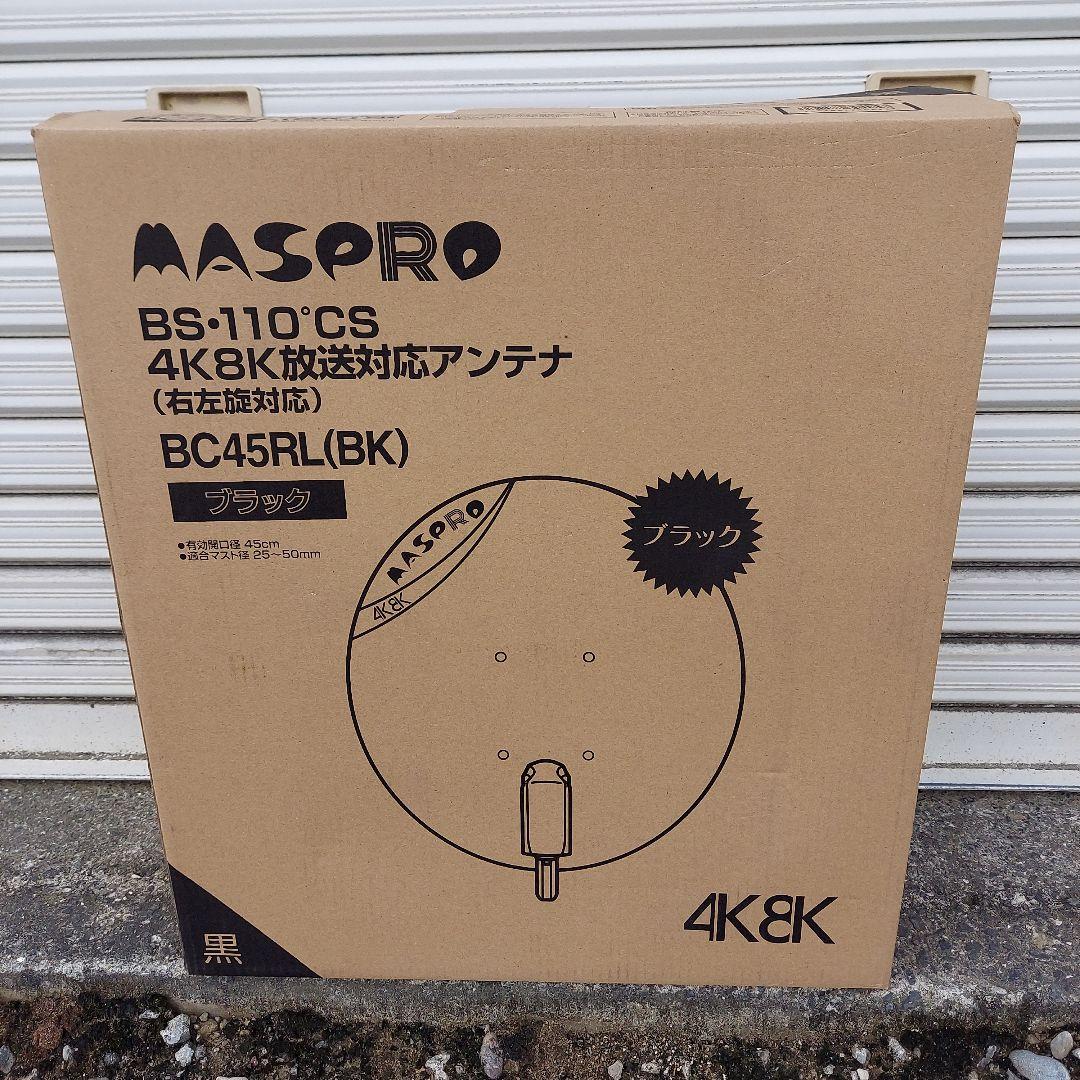 MASPRO
BS・110°CS
4K8K放送対応アンテナ
(右左旋対応)
BC45RL(BK)
ブラック
●有効開口径 45cm
●適合マスト径 25〜50mm
MASPRO
4K8K
ブラック
4K8K
黒